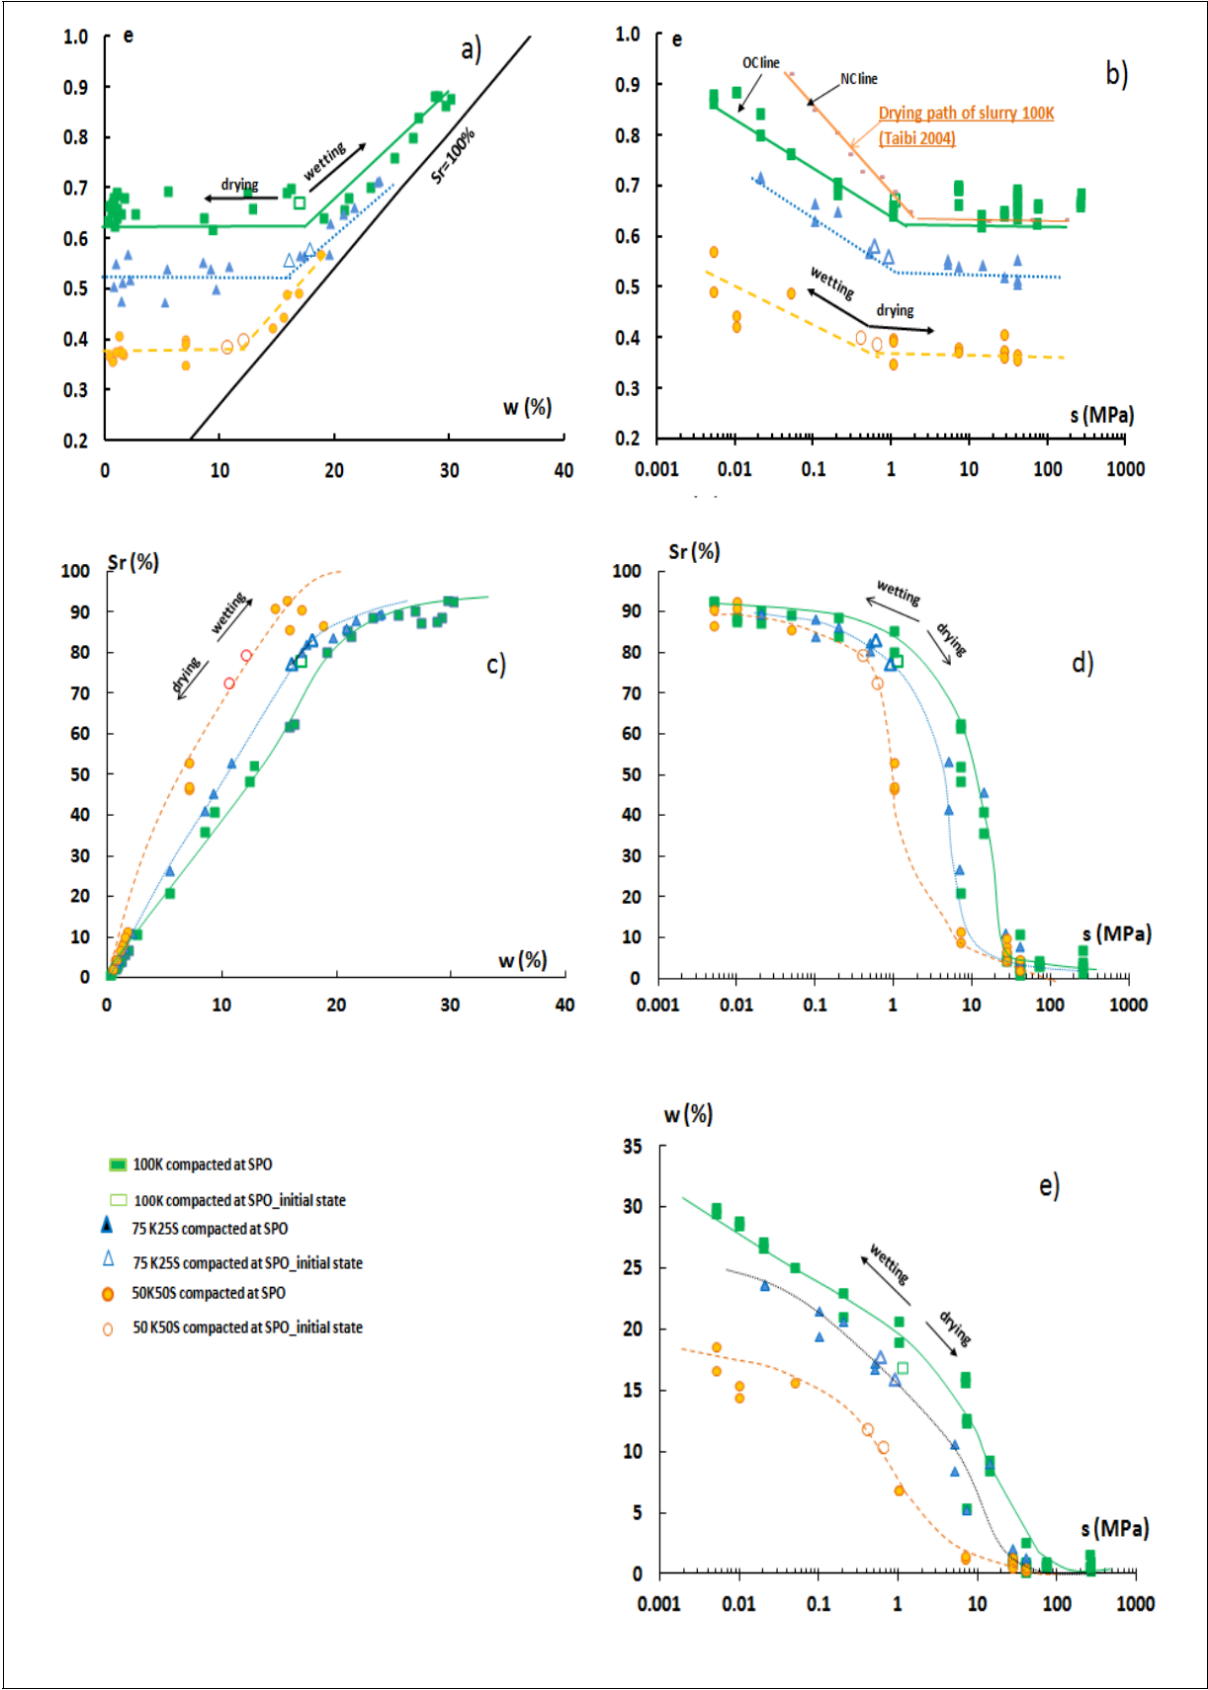 e
a)
1.0
0.9
0.8
0.7
0.6
0.5
0.4
0.3
0.2
drying
wetting
Sr=100%
w (%)
0 10 20 30 40
e
b)
1.0
0.9
0.8
0.7
0.6
0.5
0.4
0.3
0.2
OC line
NC line
Drying path of slurry 100K
(Taibi 2004)
wetting
drying
s (MPa)
0.001 0.01 0.1 1 10 100 1000
Sr (%)
c)
100
90
80
70
60
50
40
30
20
10
0
wetting
drying
w (%)
0 10 20 30 40
Sr (%)
d)
100
90
80
70
60
50
40
30
20
10
0
wetting
drying
s (MPa)
0.001 0.01 0.1 1 10 100 1000
100K compacted at SPO
100K compacted at SPO_initial state
75 K25S compacted at SPO
75 K25S compacted at SPO_initial state
50K50S compacted at SPO
50 K50S compacted at SPO_initial state
w (%)
e)
35
30
25
20
15
10
5
0
wetting
drying
s (MPa)
0.001 0.01 0.1 1 10 100 1000